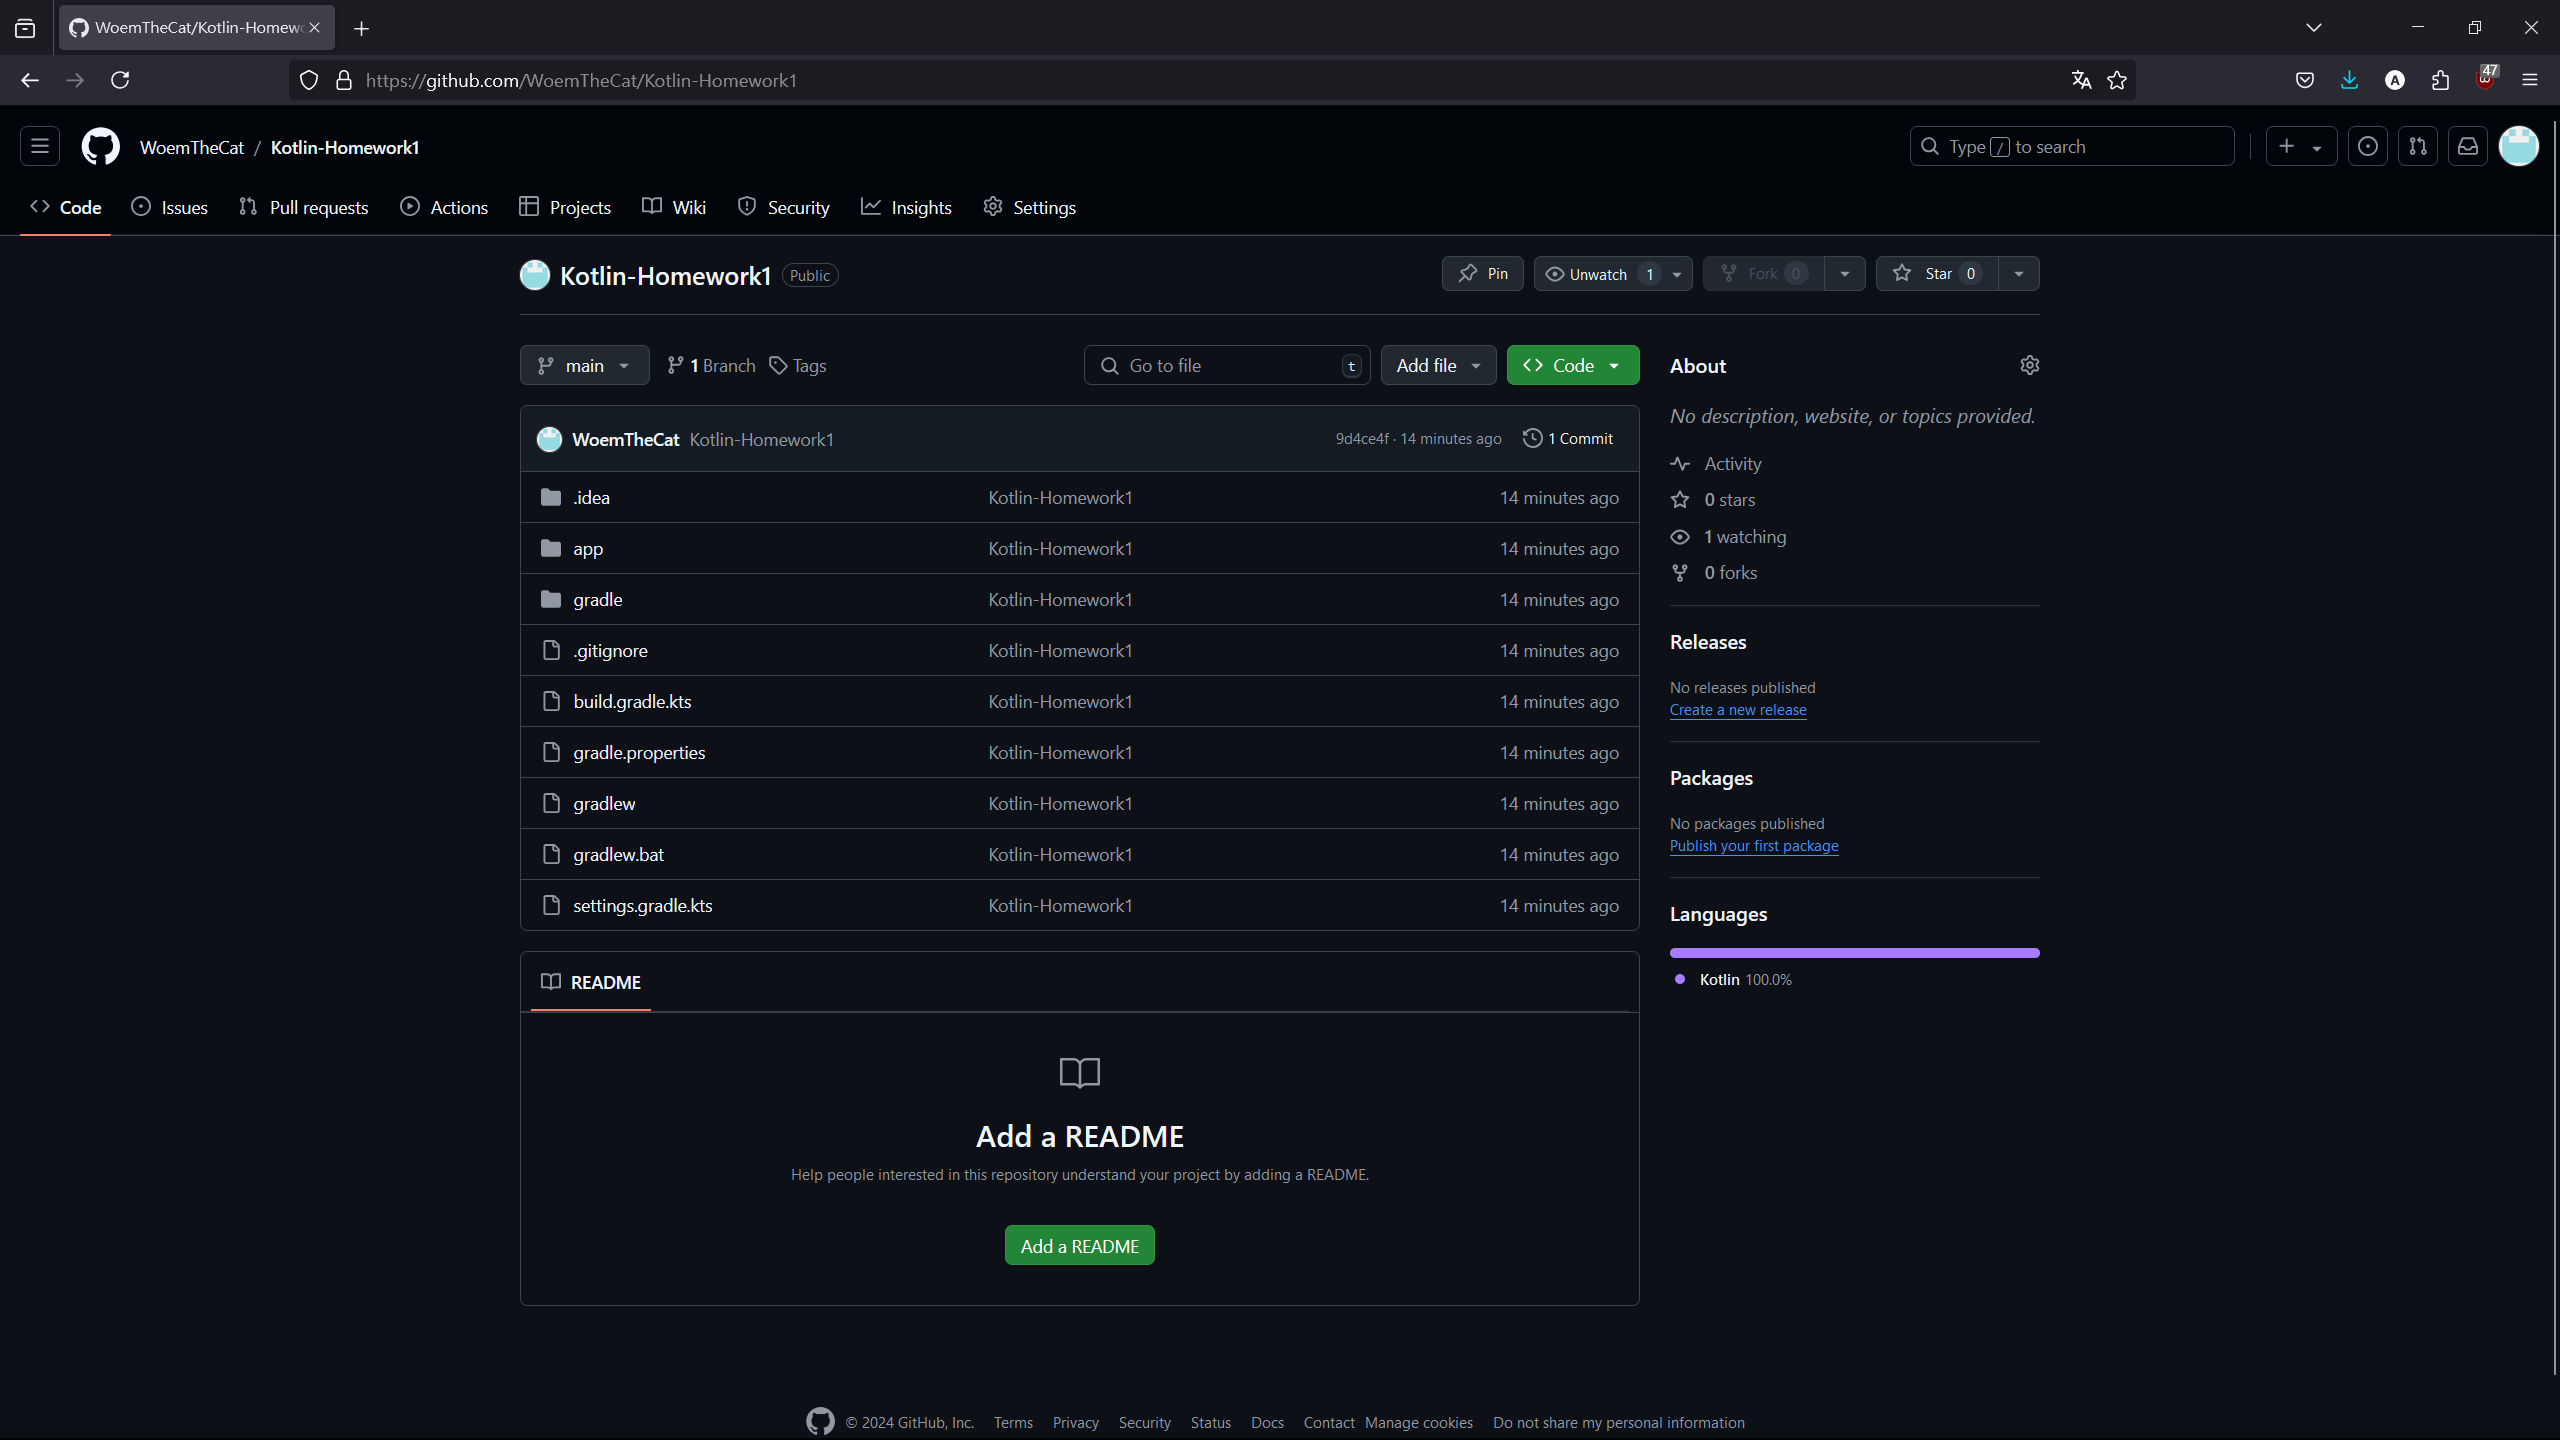 WoemTheCat/Kotlin-Homew
https://github.com/WoemTheCat/Kotlin-Homework1
47
WoemTheCat / Kotlin-Homework1
Type / to search
Code
Issues
Pull requests
Actions
Projects
Wiki
Security
Insights
Settings
Kotlin-Homework1 Public
Pin
Unwatch 1
Fork 0
Star 0
main
1 Branch
Tags
Go to file t
Add file
Code
WoemTheCat Kotlin-Homework1 9d4ce4f · 14 minutes ago 1 Commit
.idea Kotlin-Homework1 14 minutes ago
app Kotlin-Homework1 14 minutes ago
gradle Kotlin-Homework1 14 minutes ago
.gitignore Kotlin-Homework1 14 minutes ago
build.gradle.kts Kotlin-Homework1 14 minutes ago
gradle.properties Kotlin-Homework1 14 minutes ago
gradlew Kotlin-Homework1 14 minutes ago
gradlew.bat Kotlin-Homework1 14 minutes ago
settings.gradle.kts Kotlin-Homework1 14 minutes ago
README
Add a README
Help people interested in this repository understand your project by adding a README.
Add a README
About
No description, website, or topics provided.
Activity
0 stars
1 watching
0 forks
Releases
No releases published
Create a new release
Packages
No packages published
Publish your first package
Languages
Kotlin 100.0%
© 2024 GitHub, Inc. Terms Privacy Security Status Docs Contact Manage cookies Do not share my personal information